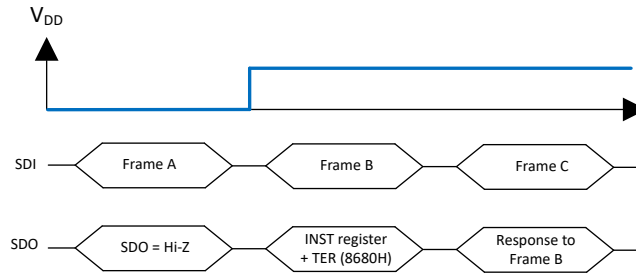 VDD
SDI
Frame A
Frame B
Frame C
SDO
SDO = Hi-Z
INST register
+ TER (8680H)
Response to
Frame B